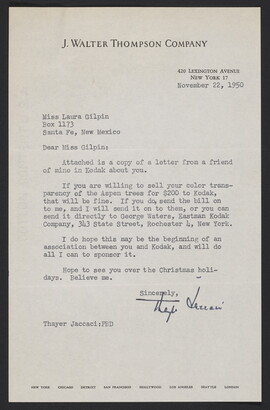 J. WALTER THOMPSON COMPANY
420 LEXINGTON AVENUE
NEW YORK 17
November 22, 1950
Miss Laura Gilpin
Box 1173
Santa Fe, New Mexico
Dear Miss Gilpin:
Attached is a copy of a letter from a friend
of mine in Kodak about you.
If you are willing to sell your color trans-
parency of the Aspen trees for $200 to Kodak,
that will be fine. If you do, send the bill on
to me, and I will send it on to them, or you can
send it directly to George Waters, Eastman Kodak
Company, 343 State Street, Rochester 4, New York.
I do hope this may be the beginning of an
association between you and Kodak, and will do
all I can to sponsor it.
Hope to see you over the Christmas holi-
days. Believe me.
Sincerely,
Thayer Jaccaci
Thayer Jaccaci:PBD
NEW YORK CHICAGO DETROIT SAN FRANCISCO HOLLYWOOD LOS ANGELES SEATTLE LONDON